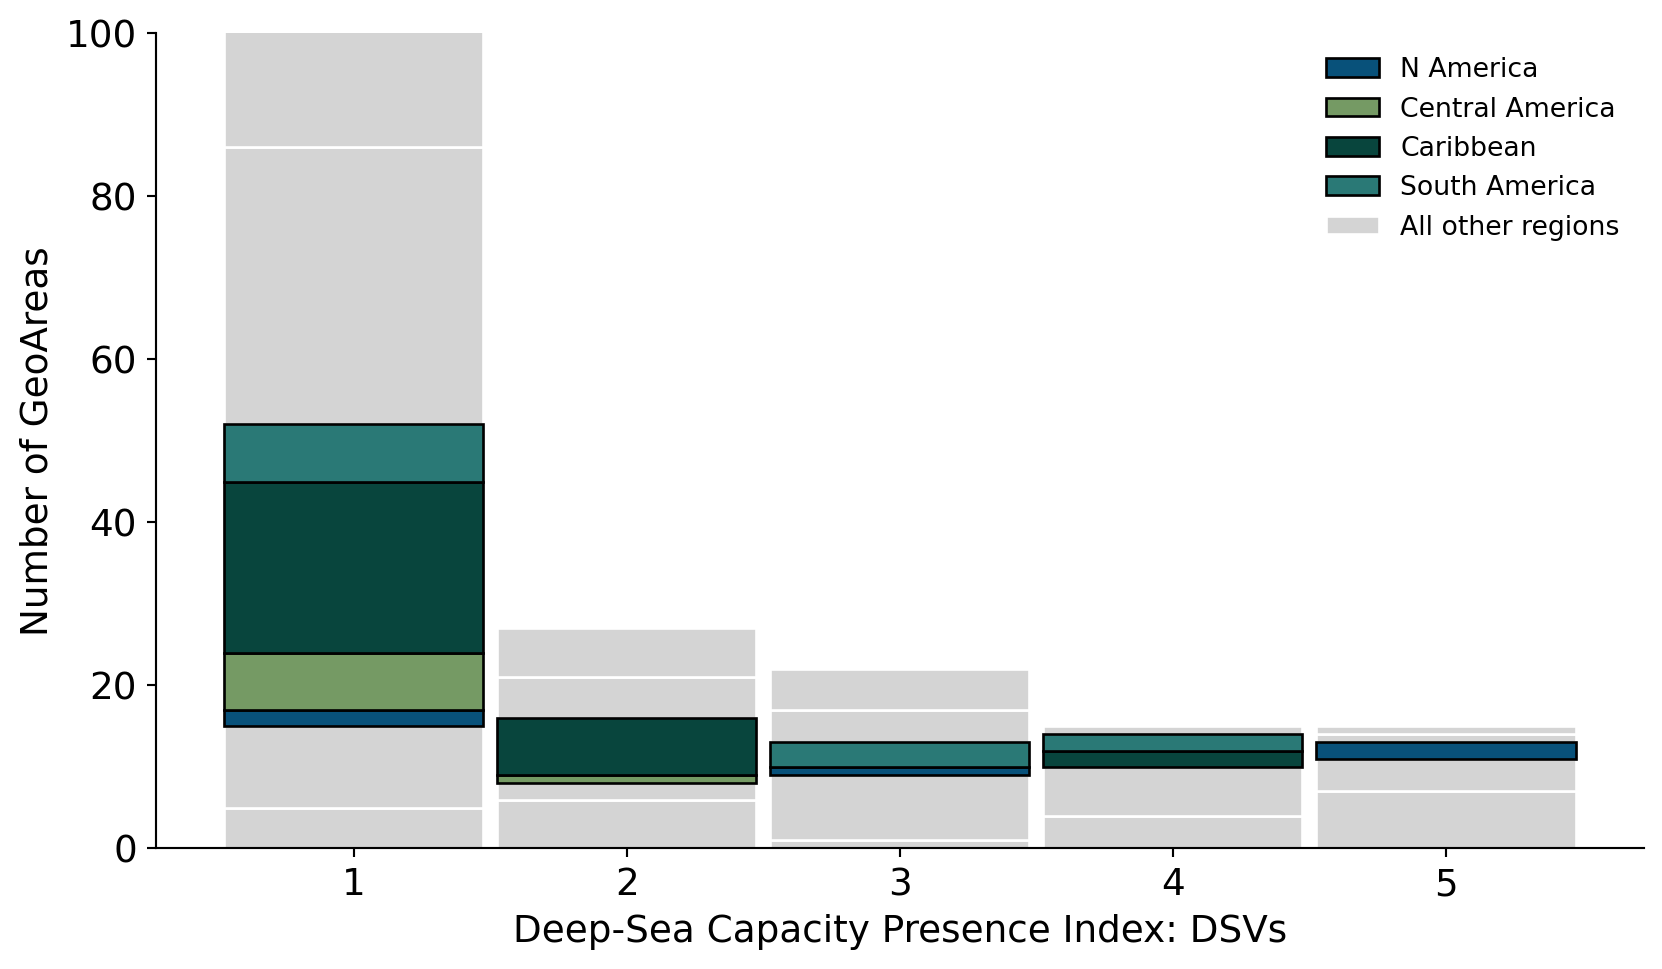 100
80
60
40
20
0
Number of GeoAreas
N America
Central America
Caribbean
South America
All other regions
1 2 3 4 5
Deep-Sea Capacity Presence Index: DSVs